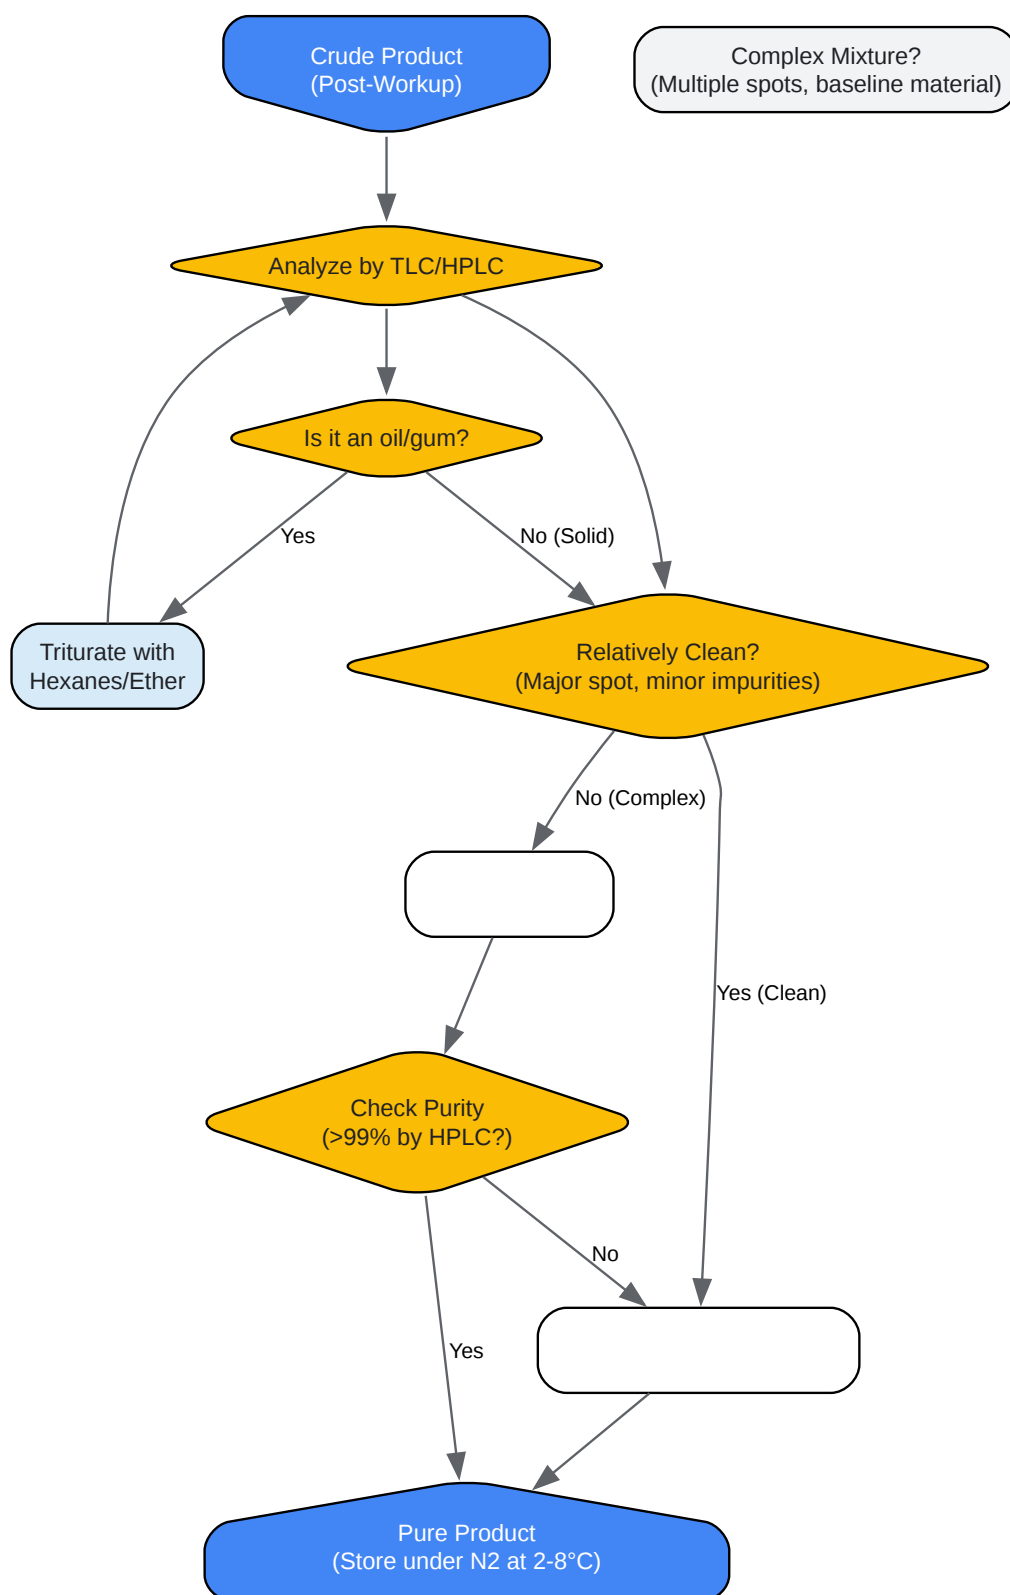 Crude Product
(Post-Workup)
Complex Mixture?
(Multiple spots, baseline material)
Analyze by TLC/HPLC
Is it an oil/gum?
Yes
No (Solid)
Triturate with
Hexanes/Ether
Relatively Clean?
(Major spot, minor impurities)
No (Complex)
Yes (Clean)
Check Purity
(>99% by HPLC?)
No
Yes
Pure Product
(Store under N2 at 2-8°C)